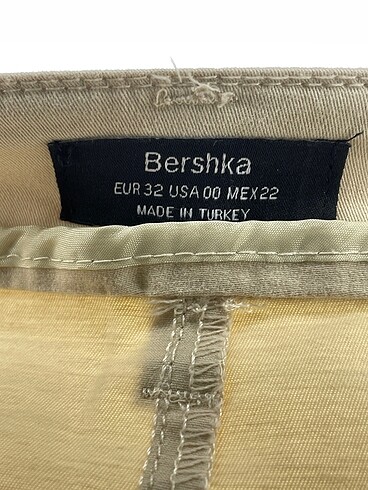 Bershka
EUR 32 USA 00 MEX 22
MADE IN TURKEY